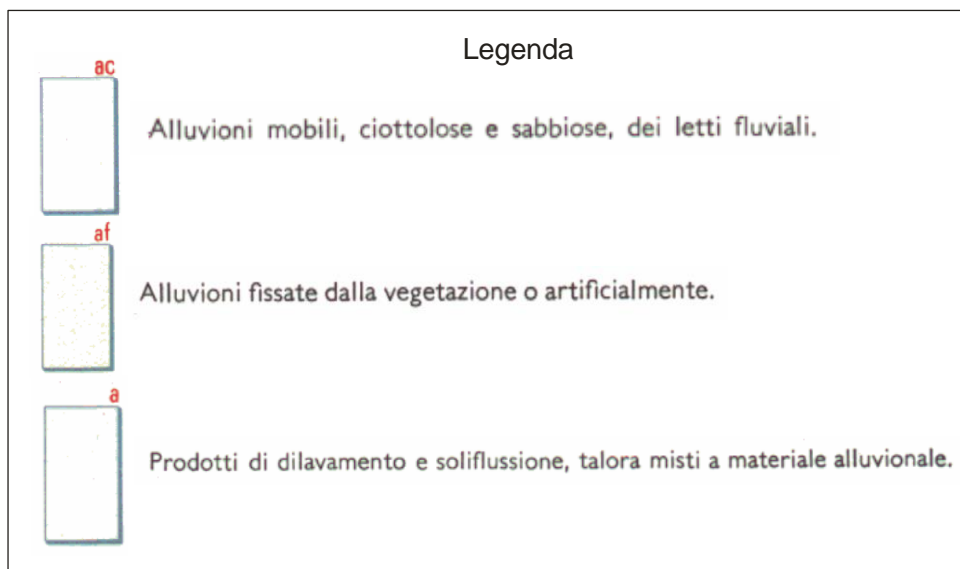 Legenda
ac
Alluvioni mobili, ciottolose e sabbiose, dei letti fluviali.
af
Alluvioni fissate dalla vegetazione o artificialmente.
a
Prodotti di dilavamento e soliflussione, talora misti a materiale alluvionale.